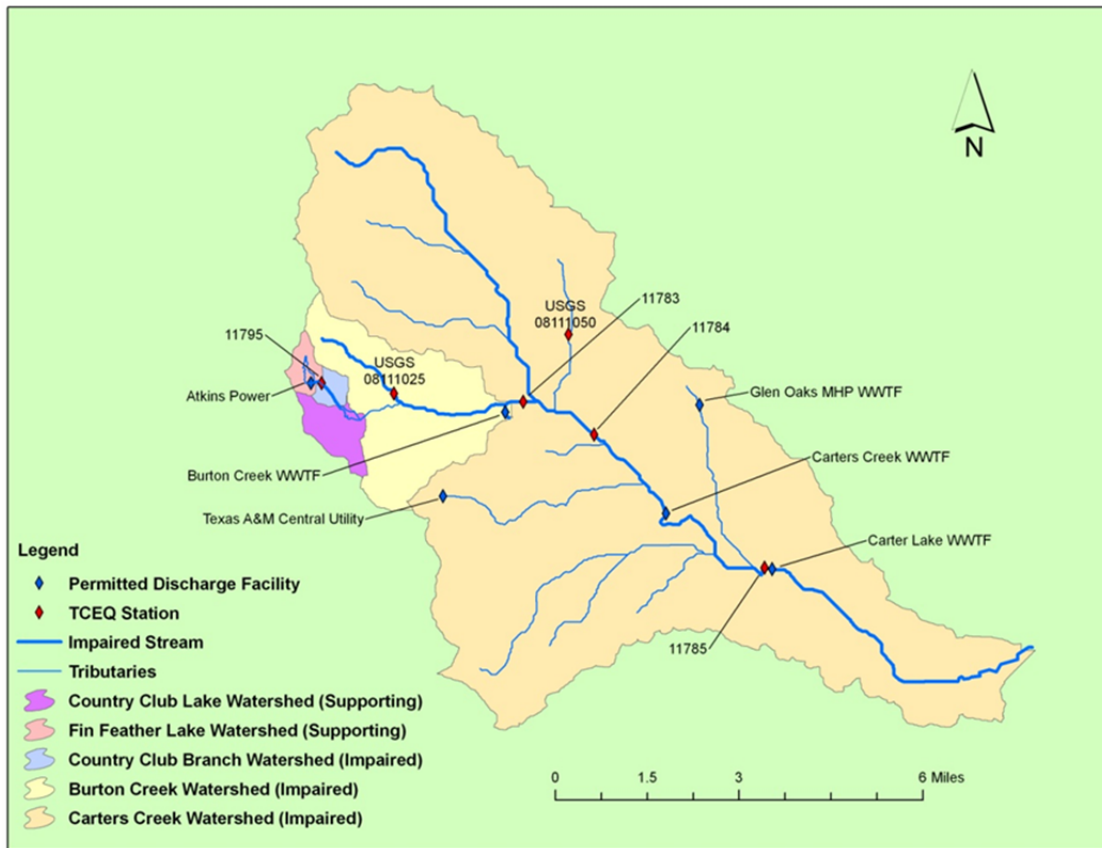 N
USGS
08111050
11783
11784
11795
USGS
08111025
Atkins Power
Glen Oaks MHP WWTF
Burton Creek WWTF
Carters Creek WWTF
Texas A&M Central Utility
Carter Lake WWTF
11785
Legend
Permitted Discharge Facility
TCEQ Station
Impaired Stream
Tributaries
Country Club Lake Watershed (Supporting)
Fin Feather Lake Watershed (Supporting)
Country Club Branch Watershed (Impaired)
Burton Creek Watershed (Impaired)
Carters Creek Watershed (Impaired)
0 1.5 3 6 Miles